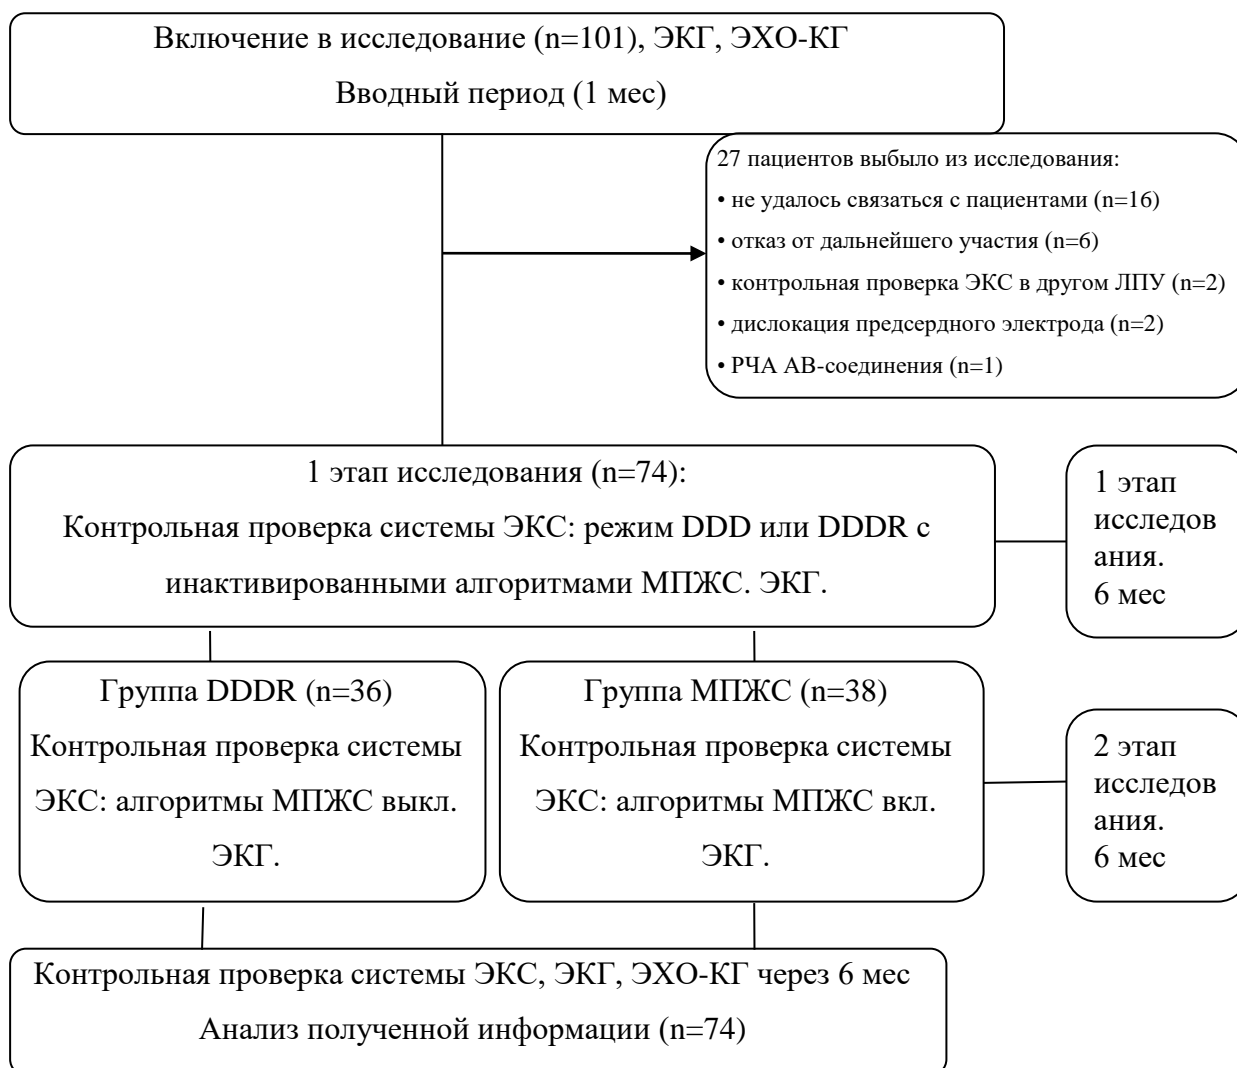 Включение в исследование (n=101), ЭКГ, ЭХО-КГ
Вводный период (1 мес)
27 пациентов выбыло из исследования:
• не удалось связаться с пациентами (n=16)
• отказ от дальнейшего участия (n=6)
• контрольная проверка ЭКС в другом ЛПУ (n=2)
• дислокация предсердного электрода (n=2)
• РЧА АВ-соединения (n=1)
1 этап исследования (n=74):
Контрольная проверка системы ЭКС: режим DDD или DDDR с
инактивированными алгоритмами МПЖС. ЭКГ.
1 этап
исследов
ания.
6 мес
Группа DDDR (n=36)
Контрольная проверка системы
ЭКС: алгоритмы МПЖС выкл.
ЭКГ.
Группа МПЖС (n=38)
Контрольная проверка системы
ЭКС: алгоритмы МПЖС вкл.
ЭКГ.
2 этап
исследов
ания.
6 мес
Контрольная проверка системы ЭКС, ЭКГ, ЭХО-КГ через 6 мес
Анализ полученной информации (n=74)